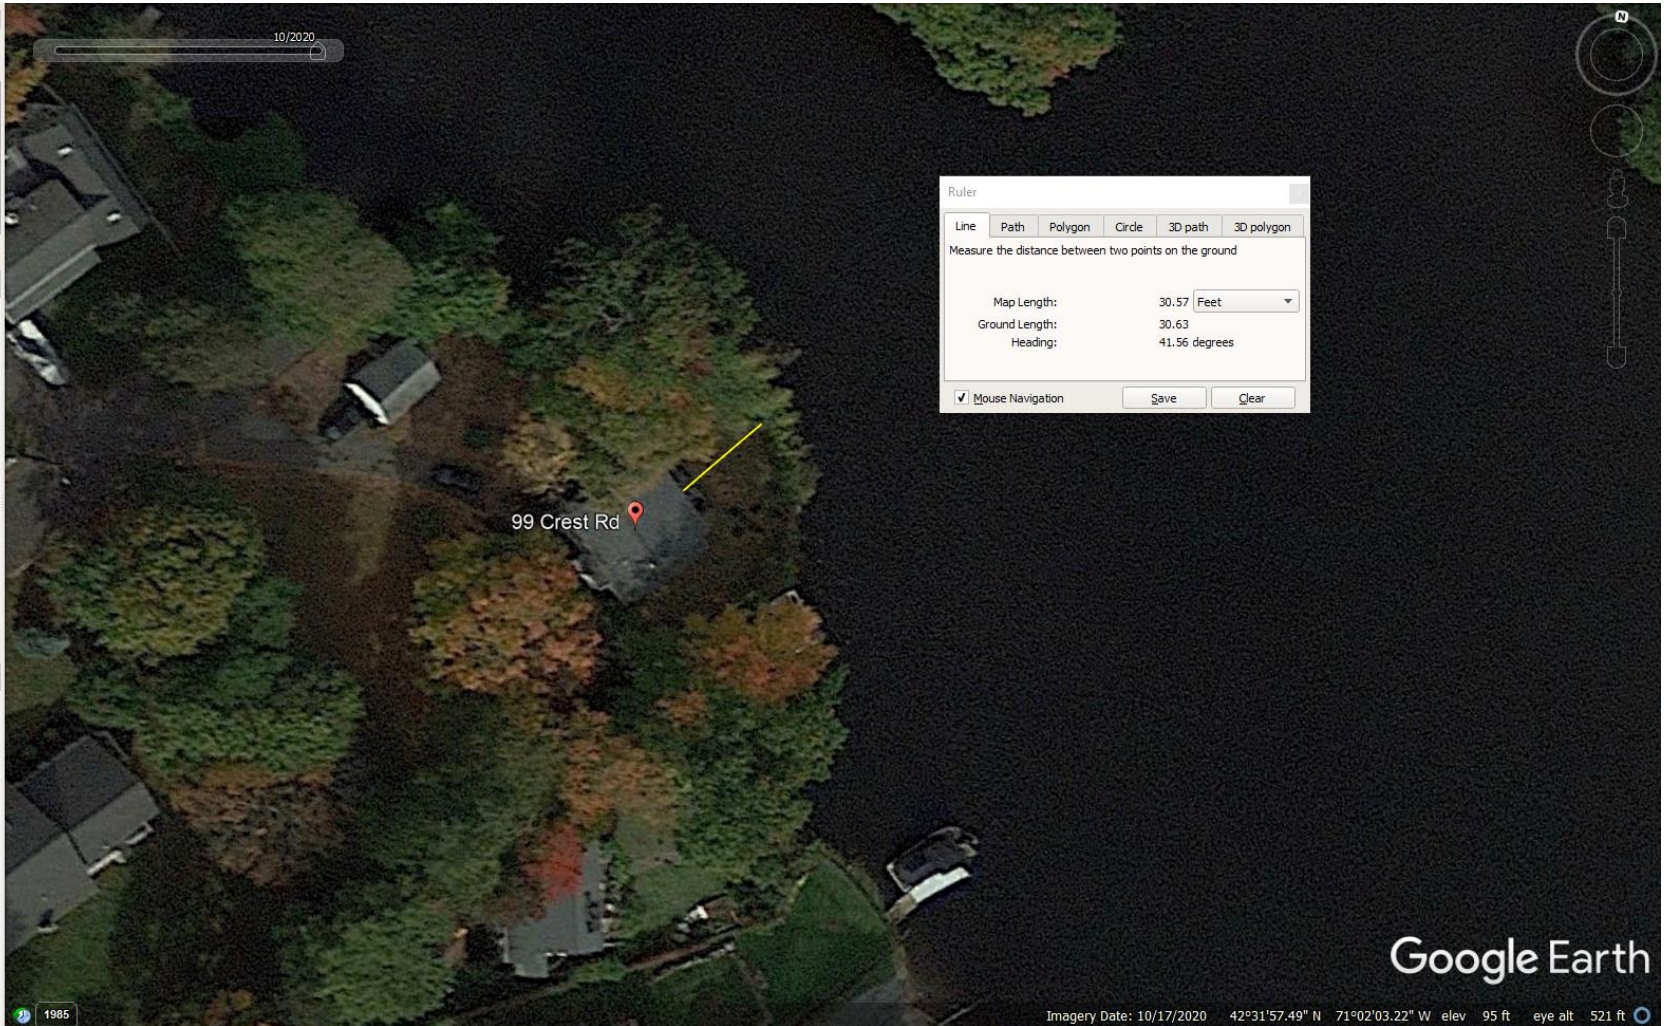 10/2020
N
Ruler
Line Path Polygon Circle 3D path 3D polygon
Measure the distance between two points on the ground
Map Length: 30.57 Feet
Ground Length: 30.63
Heading: 41.56 degrees
Mouse Navigation Save Clear
99 Crest Rd
Google Earth
1985
Imagery Date: 10/17/2020 42°31'57.49" N 71°02'03.22" W elev 95 ft eye alt 521 ft